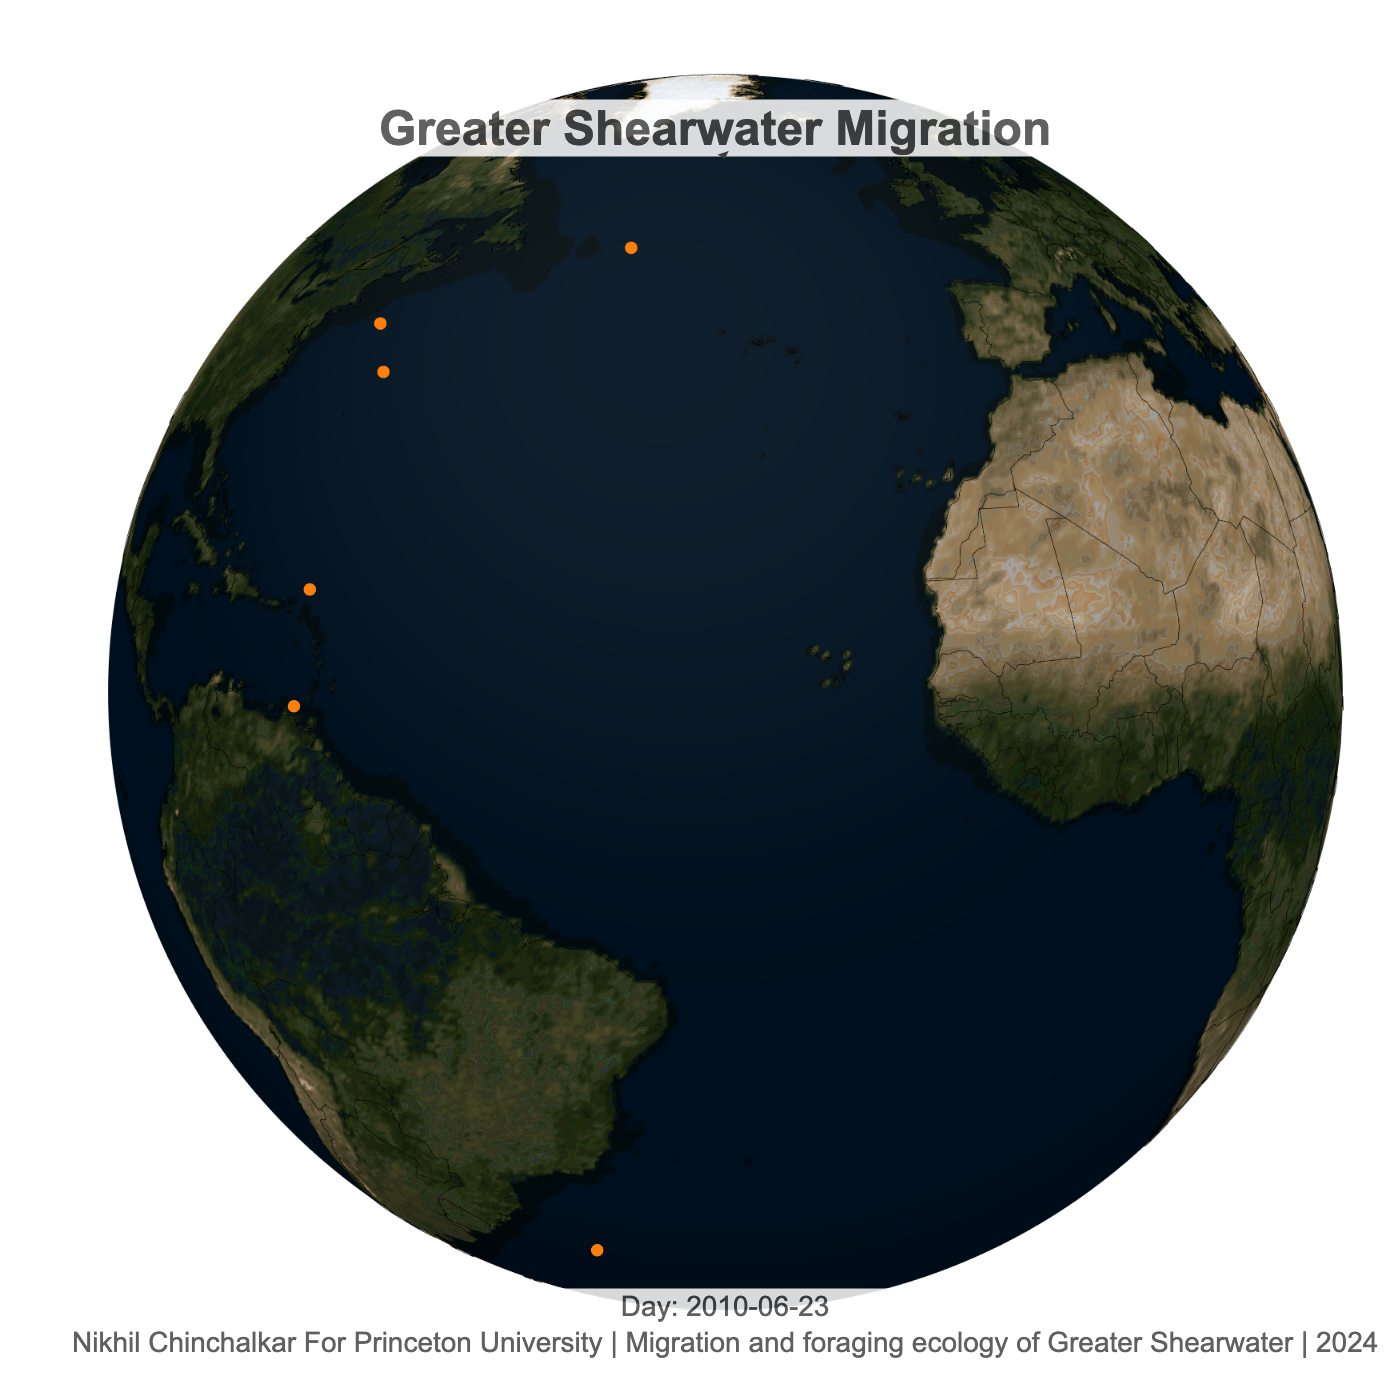 Greater Shearwater Migration
Day: 2010-06-23
Nikhil Chinchalkar For Princeton University | Migration and foraging ecology of Greater Shearwater | 2024